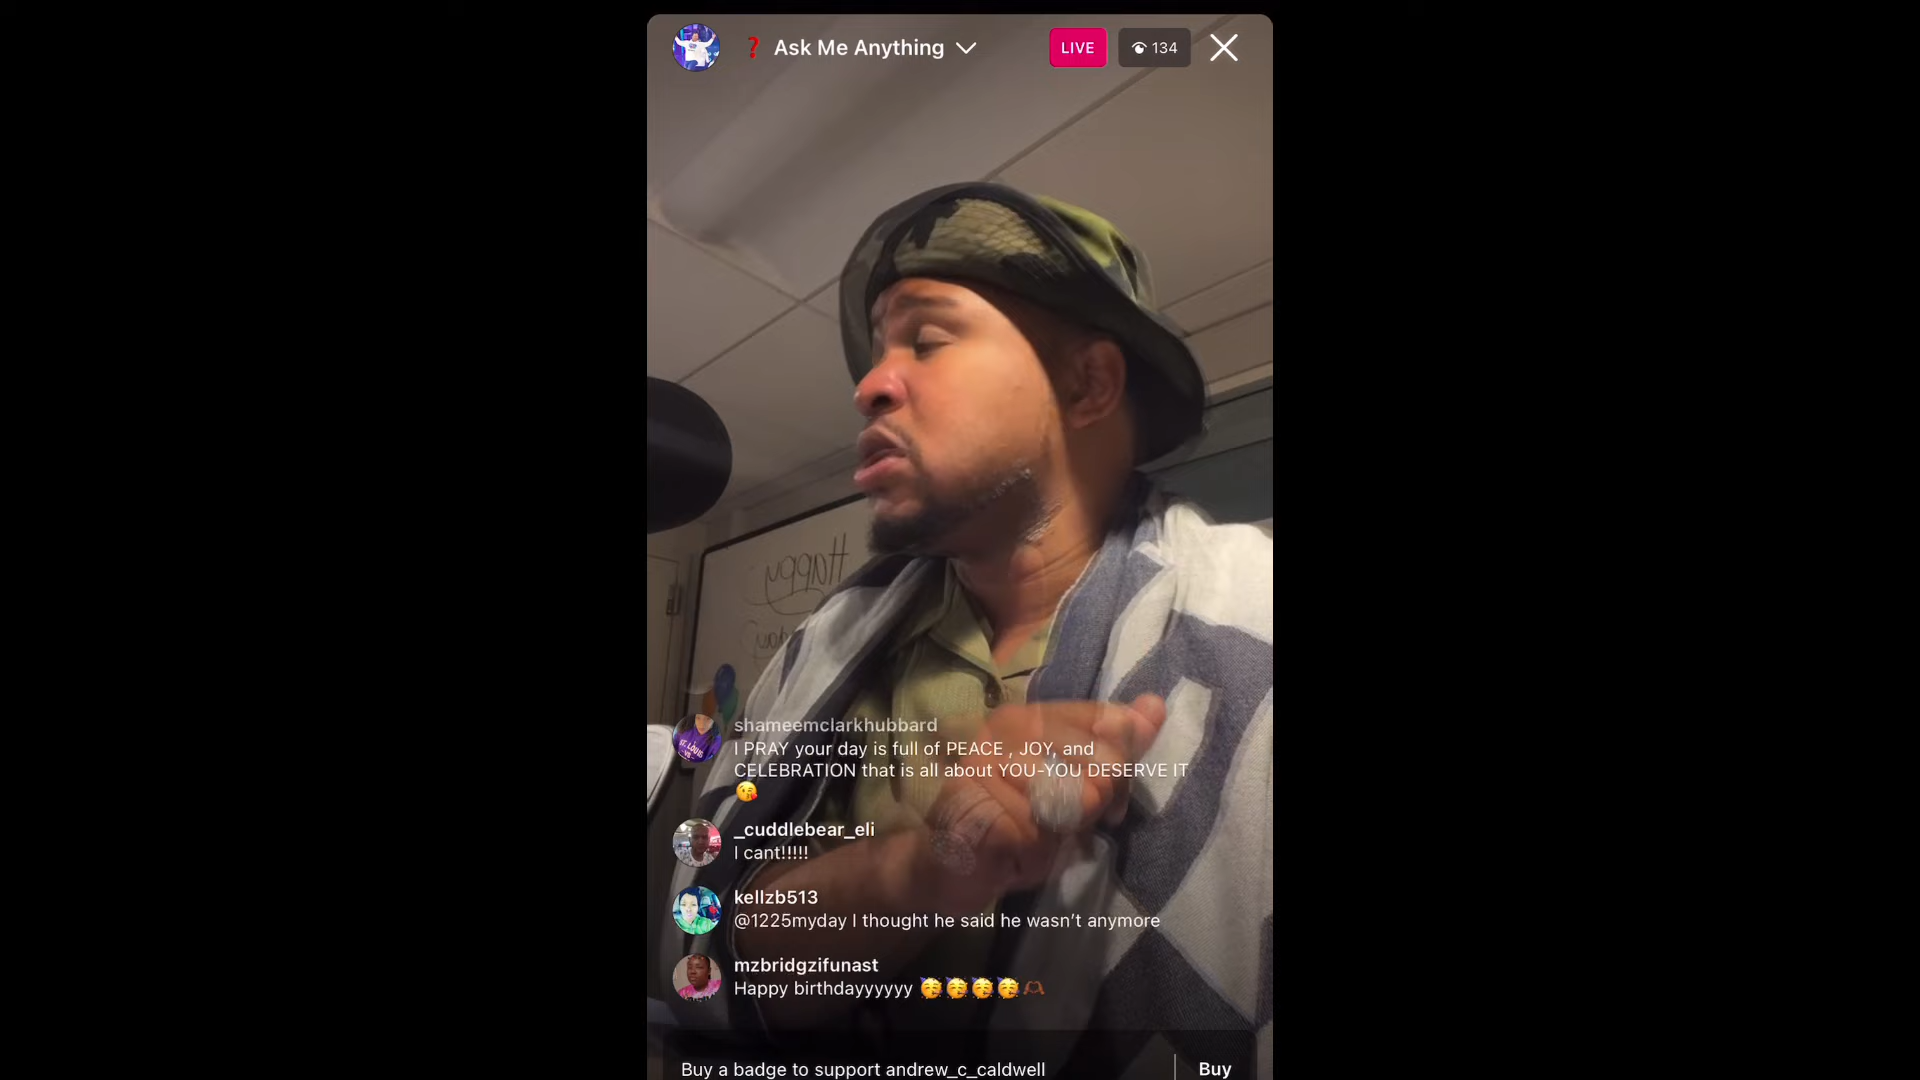 ❓ Ask Me Anything
LIVE
134
Happy
shameemclarkhubbard
I PRAY your day is full of PEACE , JOY, and
CELEBRATION that is all about YOU-YOU DESERVE IT
😘
_cuddlebear_eli
I cant!!!!!
kellzb513
@1225myday I thought he said he wasn’t anymore
mzbridgzifunast
Happy birthdayyyyyy 🥳🥳🥳🥳🫶🏾
Buy a badge to support andrew_c_caldwell
Buy